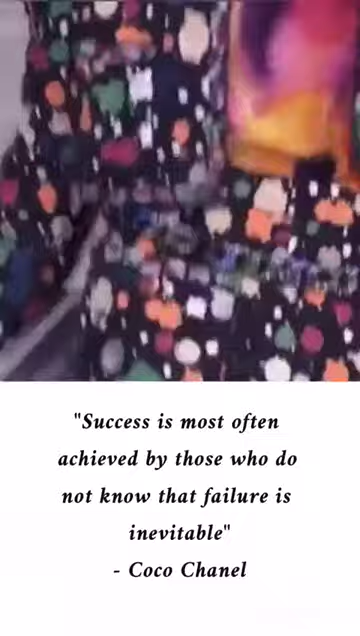 "Success is most often
achieved by those who do
not know that failure is
inevitable"
- Coco Chanel